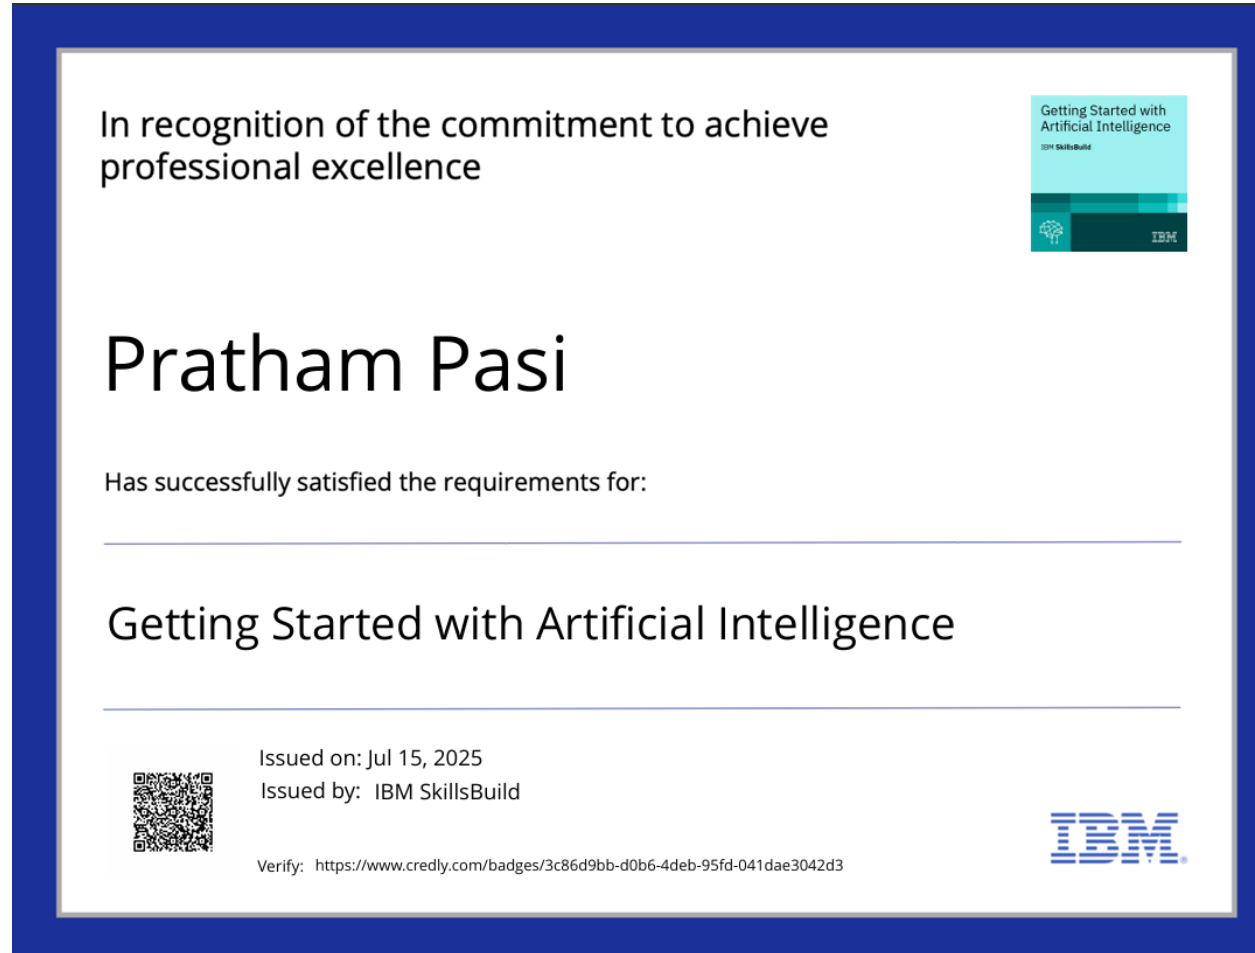 In recognition of the commitment to achieve
professional excellence
Getting Started with
Artificial Intelligence
IBM SkillsBuild
IBM
Pratham Pasi
Has successfully satisfied the requirements for:
Getting Started with Artificial Intelligence
Issued on: Jul 15, 2025
Issued by: IBM SkillsBuild
Verify: https://www.credly.com/badges/3c86d9bb-d0b6-4deb-95fd-041dae3042d3
IBM®